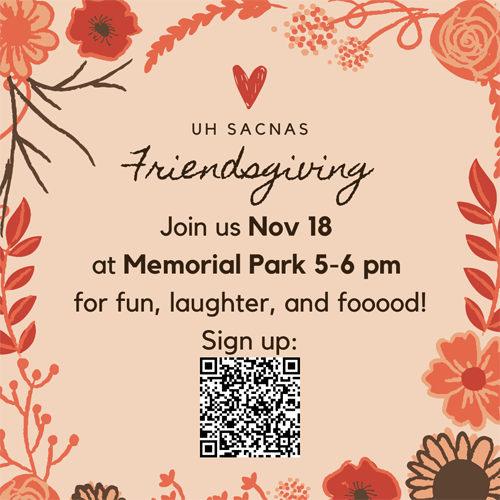 UH SACNAS
Friendsgiving
Join us Nov 18
at Memorial Park 5-6 pm
for fun, laughter, and fooood!
Sign up: